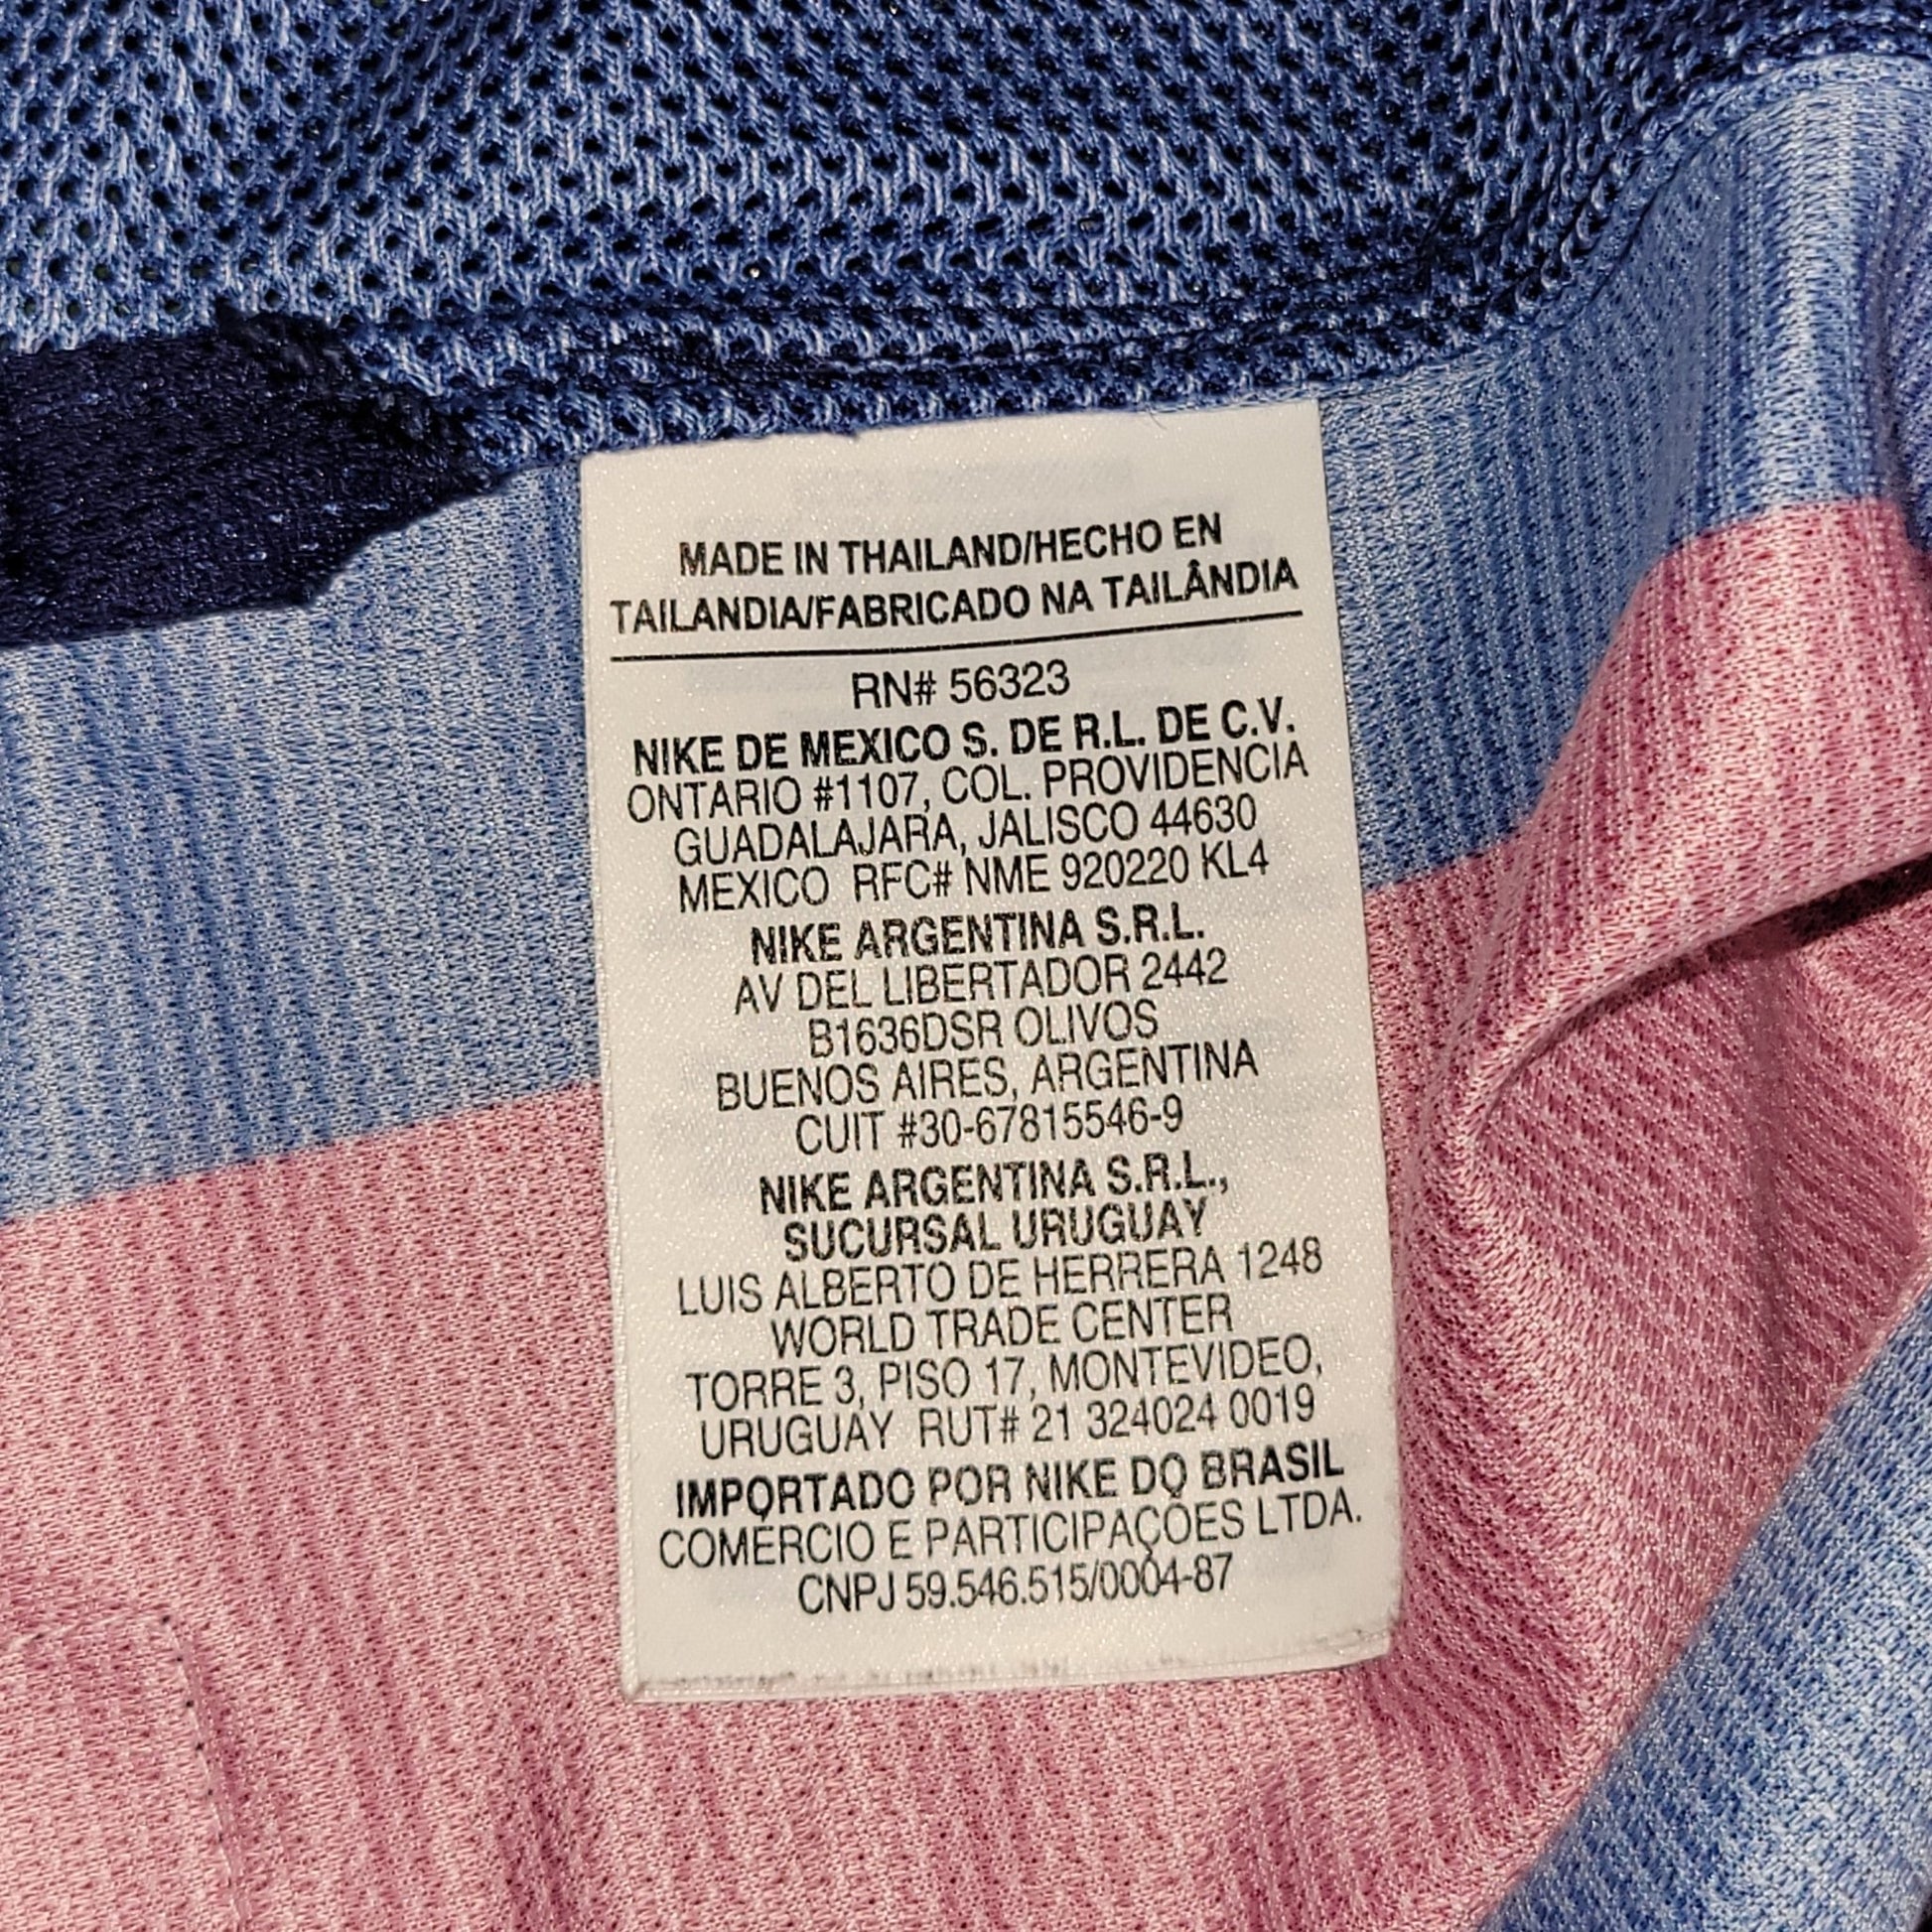 MADE IN THAILAND/HECHO EN
TAILANDIA/FABRICADO NA TAILÂNDIA
RN# 56323
NIKE DE MEXICO S. DE R.L. DE C.V.
ONTARIO #1107, COL. PROVIDENCIA
GUADALAJARA, JALISCO 44630
MEXICO RFC# NME 920220 KL4
NIKE ARGENTINA S.R.L.
AV DEL LIBERTADOR 2442
B1636DSR OLIVOS
BUENOS AIRES, ARGENTINA
CUIT #30-67815546-9
NIKE ARGENTINA S.R.L.,
SUCURSAL URUGUAY
LUIS ALBERTO DE HERRERA 1248
WORLD TRADE CENTER
TORRE 3, PISO 17, MONTEVIDEO,
URUGUAY RUT# 21 324024 0019
IMPORTADO POR NIKE DO BRASIL
COMERCIO E PARTICIPAÇÕES LTDA.
CNPJ 59.546.515/0004-87